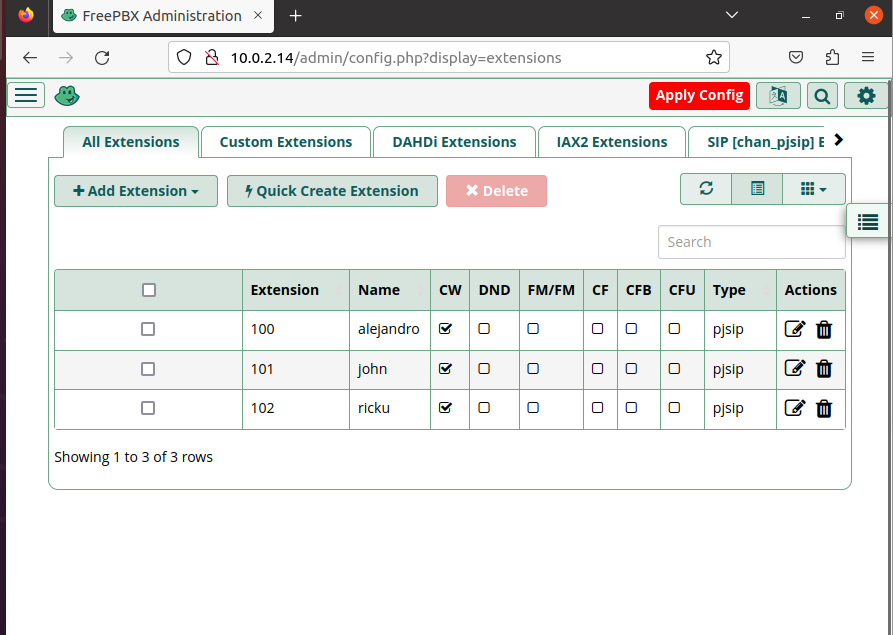 FreePBX Administration
10.0.2.14/admin/config.php?display=extensions
Apply Config
All Extensions Custom Extensions DAHDi Extensions IAX2 Extensions SIP [chan_pjsip] E
Add Extension Quick Create Extension Delete
Search
Extension Name CW DND FM/FM CF CFB CFU Type Actions
100 alejandro pjsip
101 john pjsip
102 ricku pjsip
Showing 1 to 3 of 3 rows